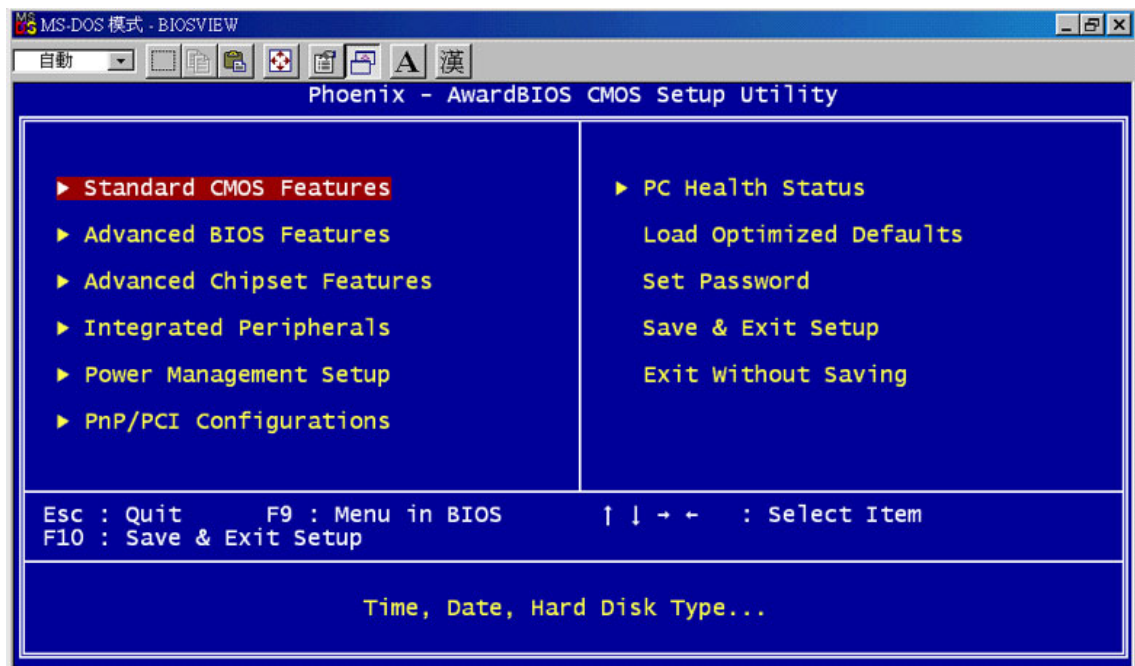 MS-DOS 模式 - BIOSVIEW
自動 A 漢
Phoenix - AwardBIOS CMOS Setup Utility
▶ Standard CMOS Features
▶ Advanced BIOS Features
▶ Advanced Chipset Features
▶ Integrated Peripherals
▶ Power Management Setup
▶ PnP/PCI Configurations
▶ PC Health Status
Load Optimized Defaults
Set Password
Save & Exit Setup
Exit Without Saving
Esc : Quit F9 : Menu in BIOS ↑ ↓ → ← : Select Item
F10 : Save & Exit Setup
Time, Date, Hard Disk Type...